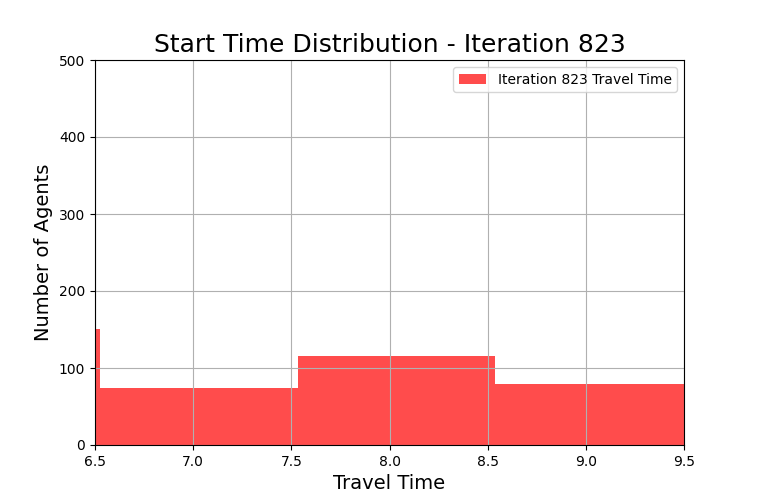 Start Time Distribution - Iteration 823
Iteration 823 Travel Time
Number of Agents
500
400
300
200
100
0
6.5 7.0 7.5 8.0 8.5 9.0 9.5
Travel Time